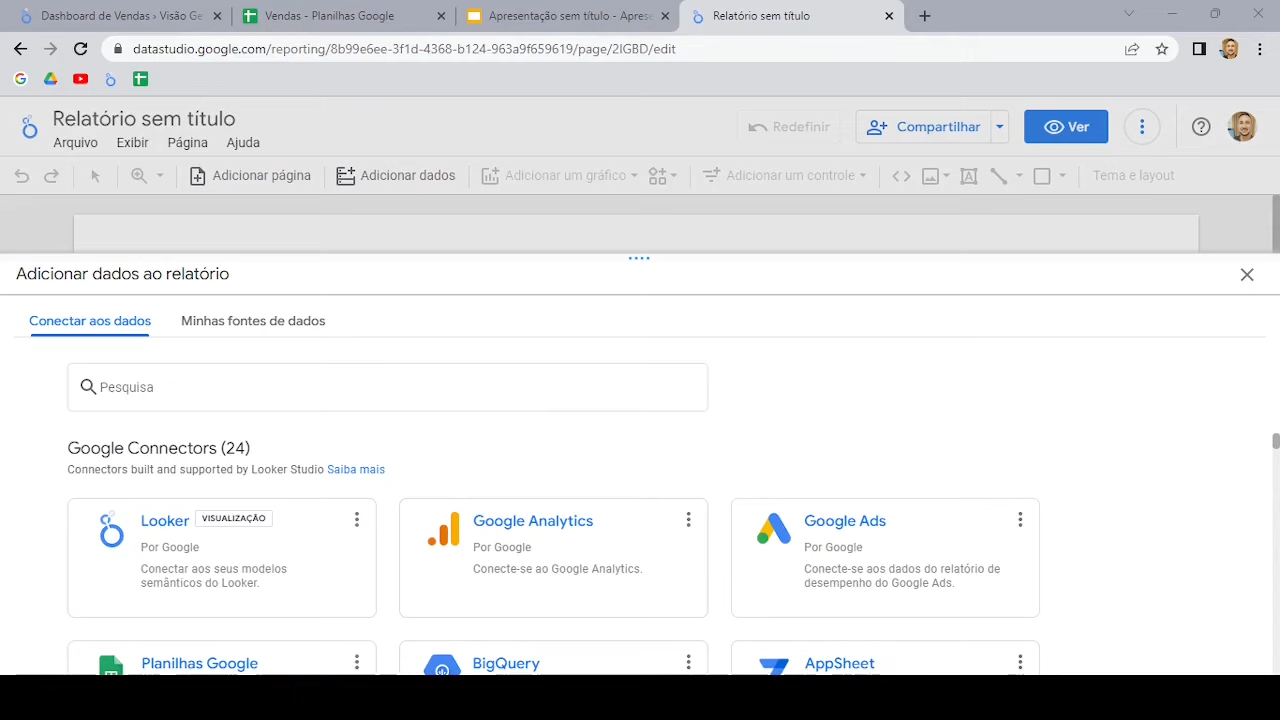 Dashboard de Vendas › Visão Ge
Vendas - Planilhas Google
Apresentação sem título - Aprese
Relatório sem título
datastudio.google.com/reporting/8b99e6ee-3f1d-4368-b124-963a9f659619/page/2IGBD/edit
Relatório sem título
Arquivo Exibir Página Ajuda
Redefinir
Compartilhar
Ver
Adicionar página
Adicionar dados
Adicionar um gráfico
Adicionar um controle
Tema e layout
Adicionar dados ao relatório
Conectar aos dados
Minhas fontes de dados
Pesquisa
Google Connectors (24)
Connectors built and supported by Looker Studio Saiba mais
Looker VISUALIZAÇÃO
Por Google
Conectar aos seus modelos
semânticos do Looker.
Google Analytics
Por Google
Conecte-se ao Google Analytics.
Google Ads
Por Google
Conecte-se aos dados do relatório de
desempenho do Google Ads.
Planilhas Google
BigQuery
AppSheet